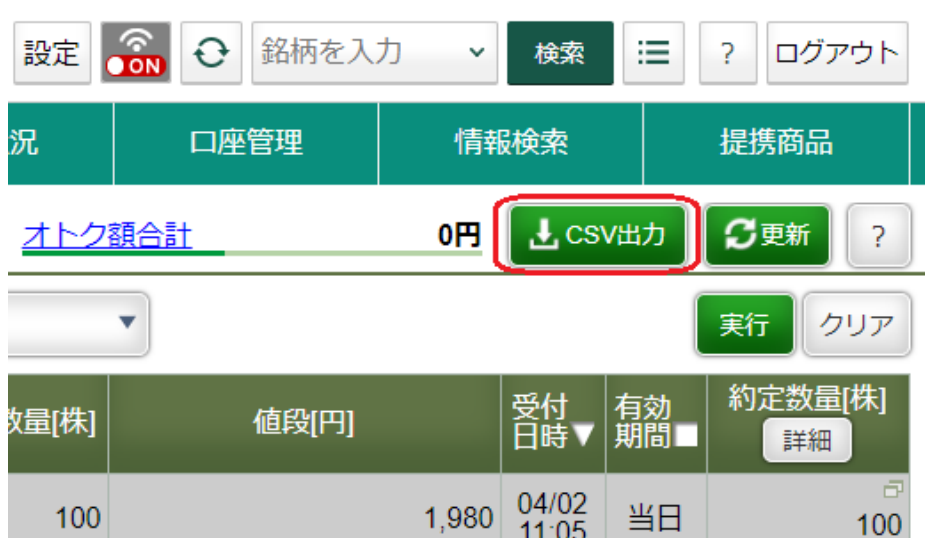 設定 ON 銘柄を入力 検索 ? ログアウト
況 口座管理 情報検索 提携商品
オトク額合計 0円 CSV出力 更新 ?
実行 クリア
数量[株] 値段[円] 受付日時▼ 有効期間■ 約定数量[株]
詳細
100 1,980 04/02 11:05 当日 100